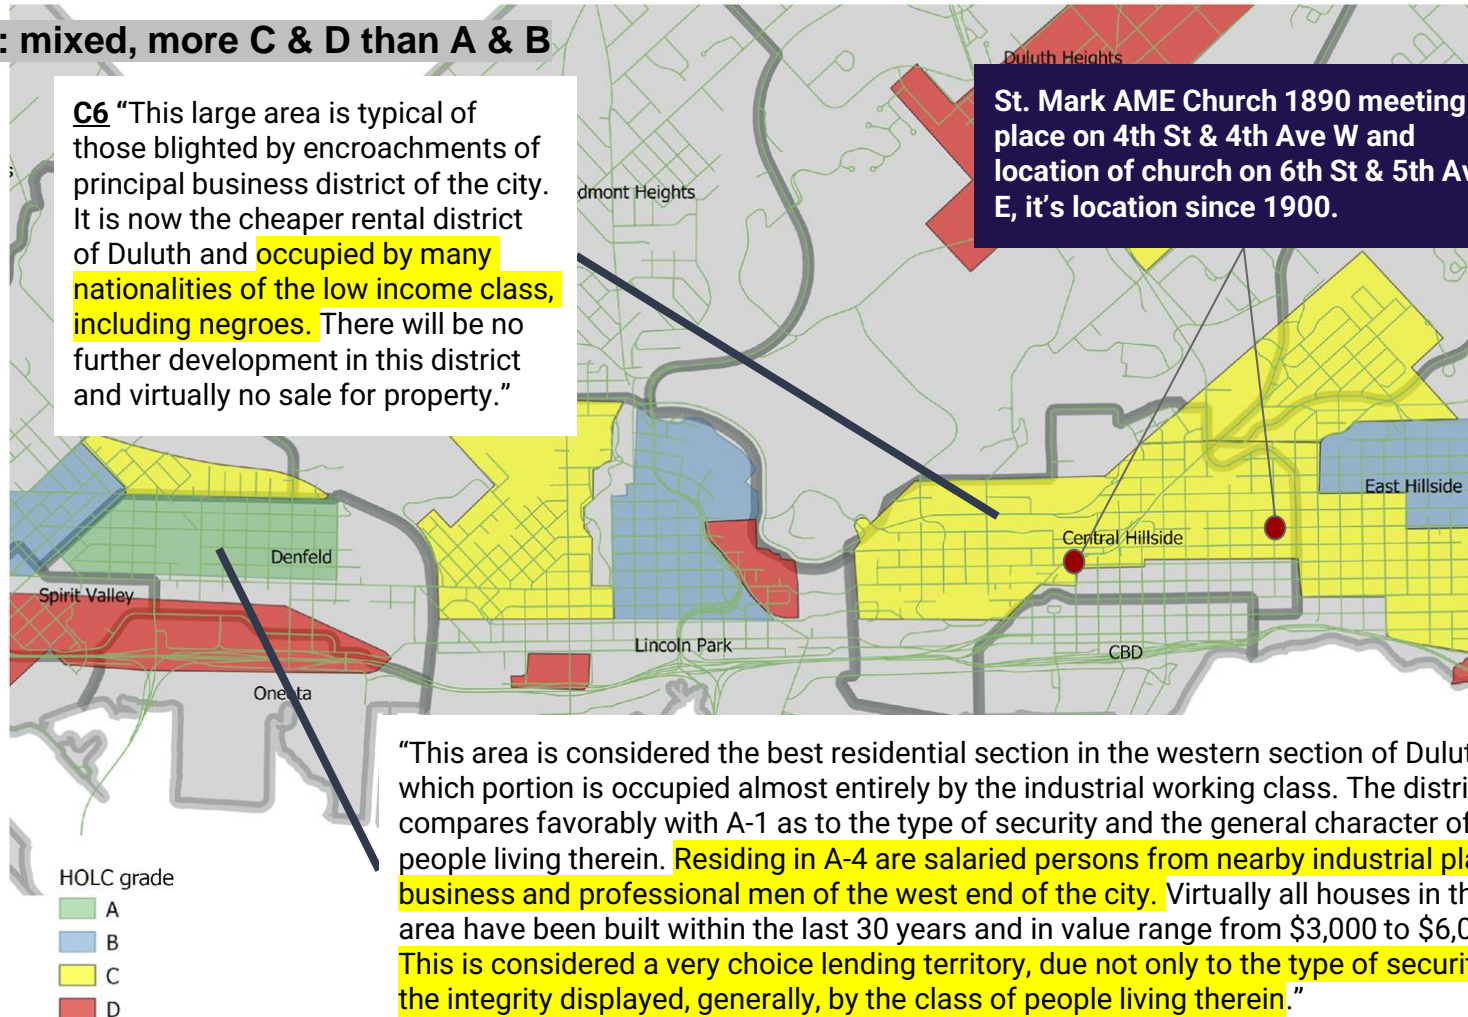 : mixed, more C & D than A & B
C6 “This large area is typical of
those blighted by encroachments of
principal business district of the city.
It is now the cheaper rental district
of Duluth and occupied by many
nationalities of the low income class,
including negroes. There will be no
further development in this district
and virtually no sale for property.”
Duluth Heights
St. Mark AME Church 1890 meeting
place on 4th St & 4th Ave W and
location of church on 6th St & 5th Av
E, it’s location since 1900.
dmont Heights
East Hillside
Central Hillside
Denfeld
Spirit Valley
Lincoln Park
CBD
Oneota
“This area is considered the best residential section in the western section of Dulut
which portion is occupied almost entirely by the industrial working class. The distri
compares favorably with A-1 as to the type of security and the general character of
people living therein. Residing in A-4 are salaried persons from nearby industrial pla
business and professional men of the west end of the city. Virtually all houses in th
area have been built within the last 30 years and in value range from $3,000 to $6,0
This is considered a very choice lending territory, due not only to the type of securit
the integrity displayed, generally, by the class of people living therein.”
HOLC grade
A
B
C
D